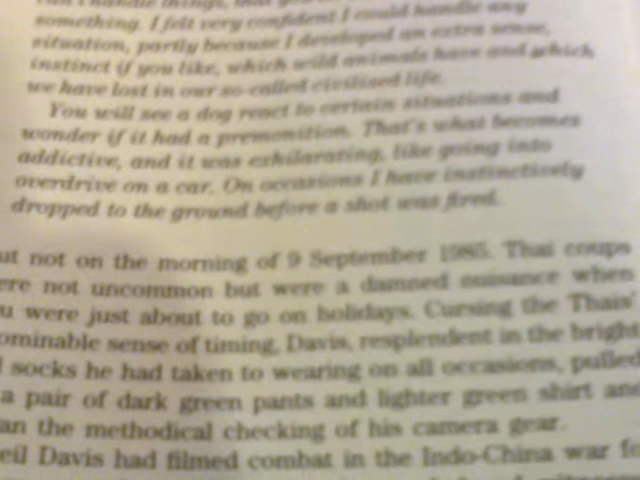 can't handle things, that you
something. I felt very confident I could handle any
situation, partly because I developed an extra sense,
instinct if you like, which wild animals have and which
we have lost in our so-called civilised life.
You will see a dog react to certain situations and
wonder if it had a premonition. That's what becomes
addictive, and it was exhilarating, like going into
overdrive on a car. On occasions I have instinctively
dropped to the ground before a shot was fired.
ut not on the morning of 9 September 1985. Thai coups
ere not uncommon but were a damned nuisance when
u were just about to go on holidays. Cursing the Thais'
ominable sense of timing, Davis, resplendent in the bright
socks he had taken to wearing on all occasions, pulled
a pair of dark green pants and lighter green shirt and
an the methodical checking of his camera gear.
eil Davis had filmed combat in the Indo-China war fo